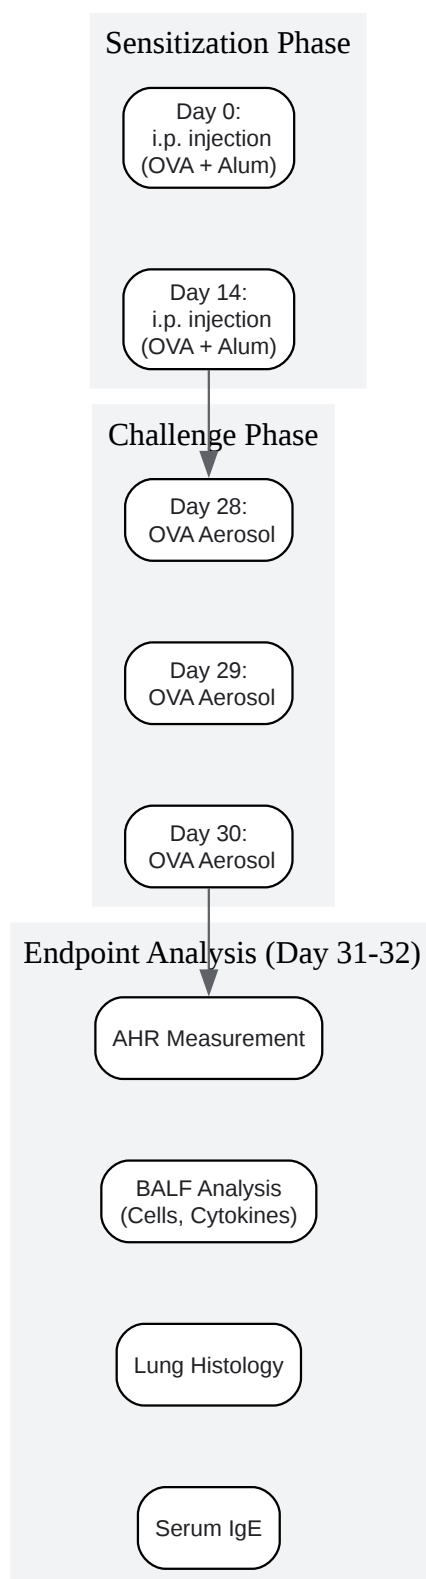 Sensitization Phase
Day 0:
i.p. injection
(OVA + Alum)
Day 14:
i.p. injection
(OVA + Alum)
Challenge Phase
Day 28:
OVA Aerosol
Day 29:
OVA Aerosol
Day 30:
OVA Aerosol
Endpoint Analysis (Day 31-32)
AHR Measurement
BALF Analysis
(Cells, Cytokines)
Lung Histology
Serum IgE